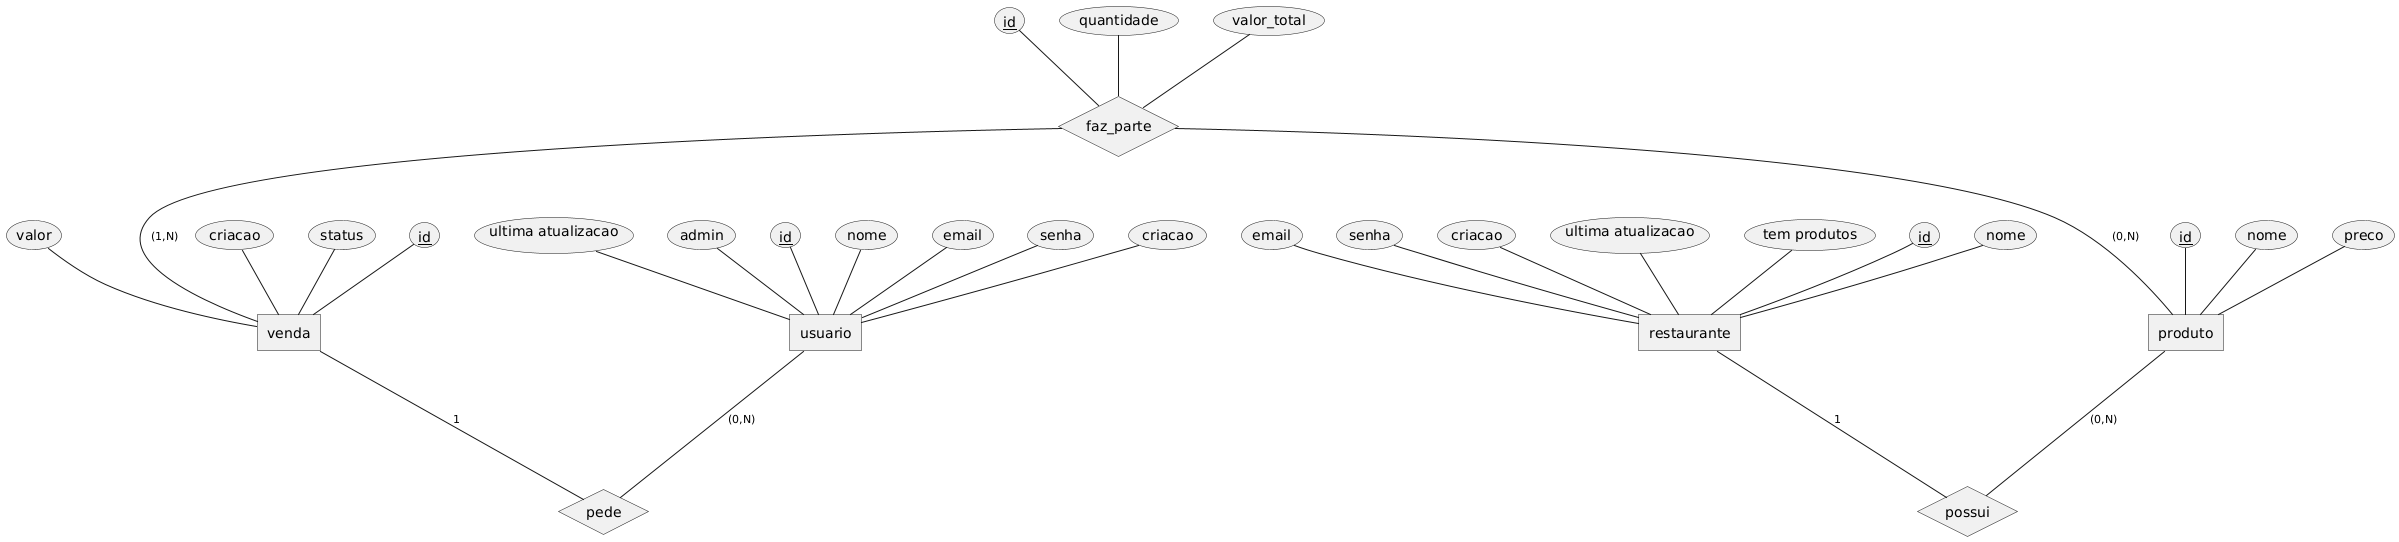 id
quantidade
valor_total
faz_parte
(1,N)
(0,N)
valor
criacao
status
id
ultima atualizacao
admin
id
nome
email
senha
criacao
email
senha
criacao
ultima atualizacao
tem produtos
id
nome
id
nome
preco
venda
usuario
restaurante
produto
1
(0,N)
1
(0,N)
pede
possui